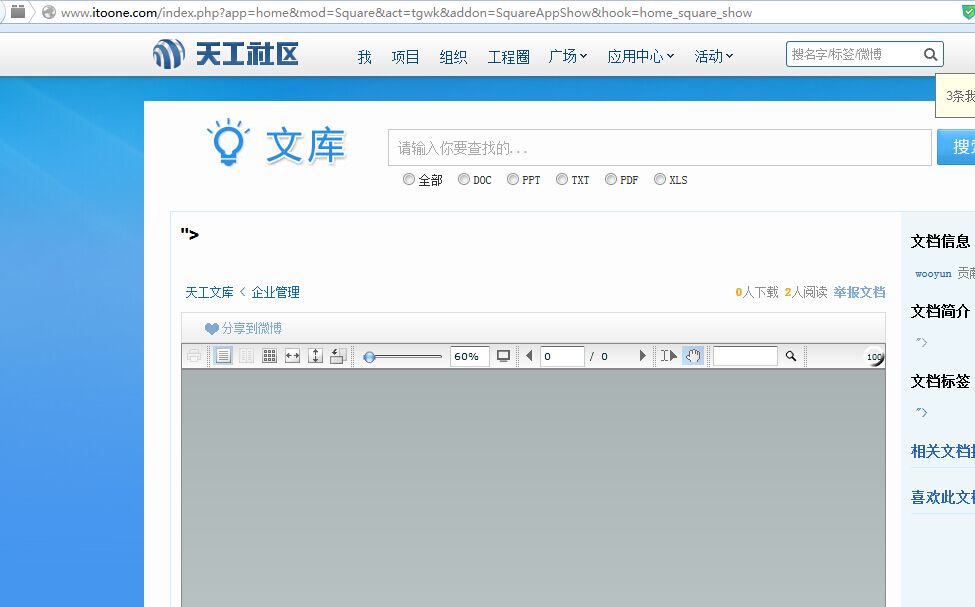 www.itoone.com/index.php?app=home&mod=Square&act=tgwk&addon=SquareAppShow&hook=home_square_show
天工社区 我 项目 组织 工程圈 广场 应用中心 活动 搜名字/标签/微博
3条我
文库 请输入你要查找的... 搜索
全部 DOC PPT TXT PDF XLS
">
文档信息
wooyun 贡献
天工文库 < 企业管理 0人下载 2人阅读 举报文档
文档简介
分享到微博
">
60% 0 / 0 100
文档标签
">
相关文档推
喜欢此文档